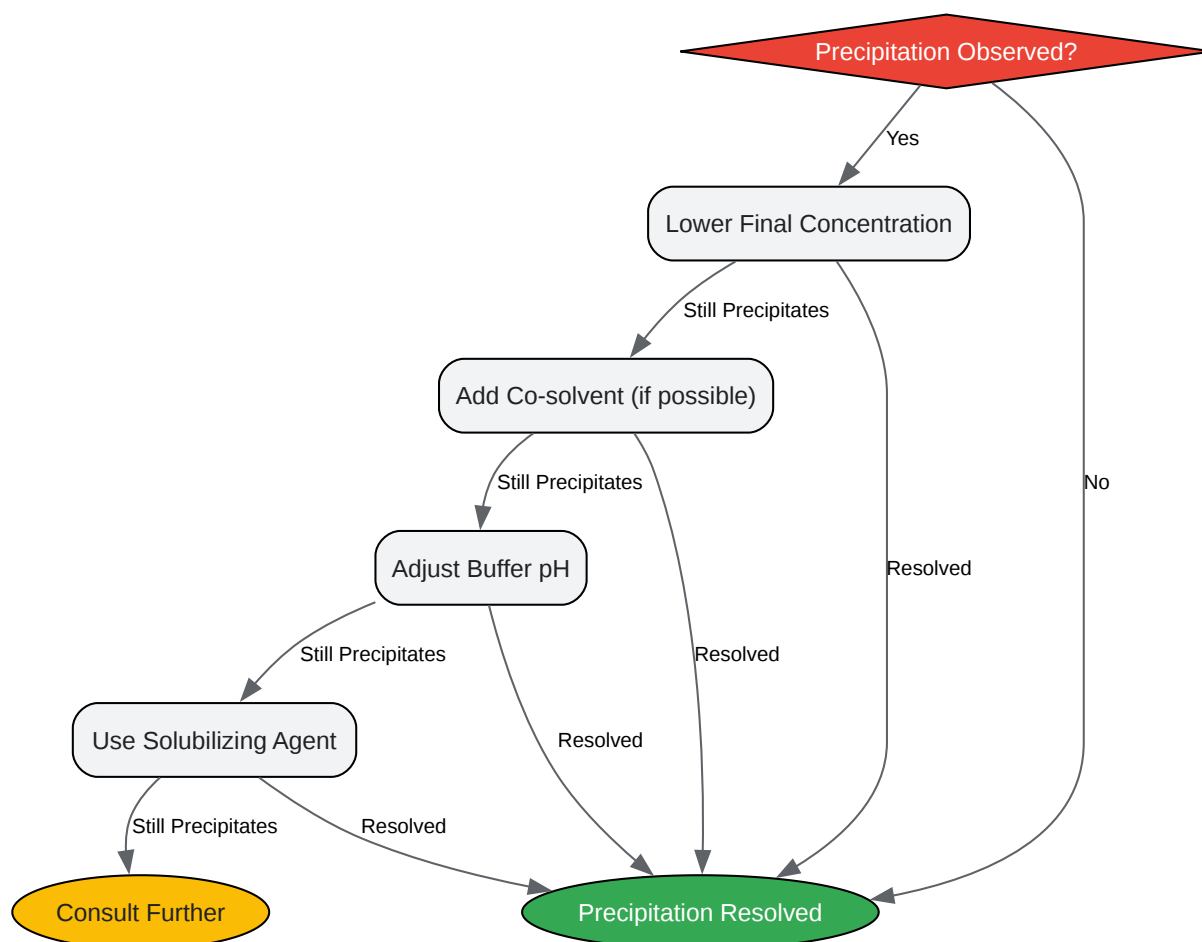 Precipitation Observed?
Yes
Lower Final Concentration
Still Precipitates
Add Co-solvent (if possible)
Still Precipitates
No
Adjust Buffer pH
Resolved
Still Precipitates
Resolved
Use Solubilizing Agent
Resolved
Still Precipitates
Resolved
Consult Further
Precipitation Resolved